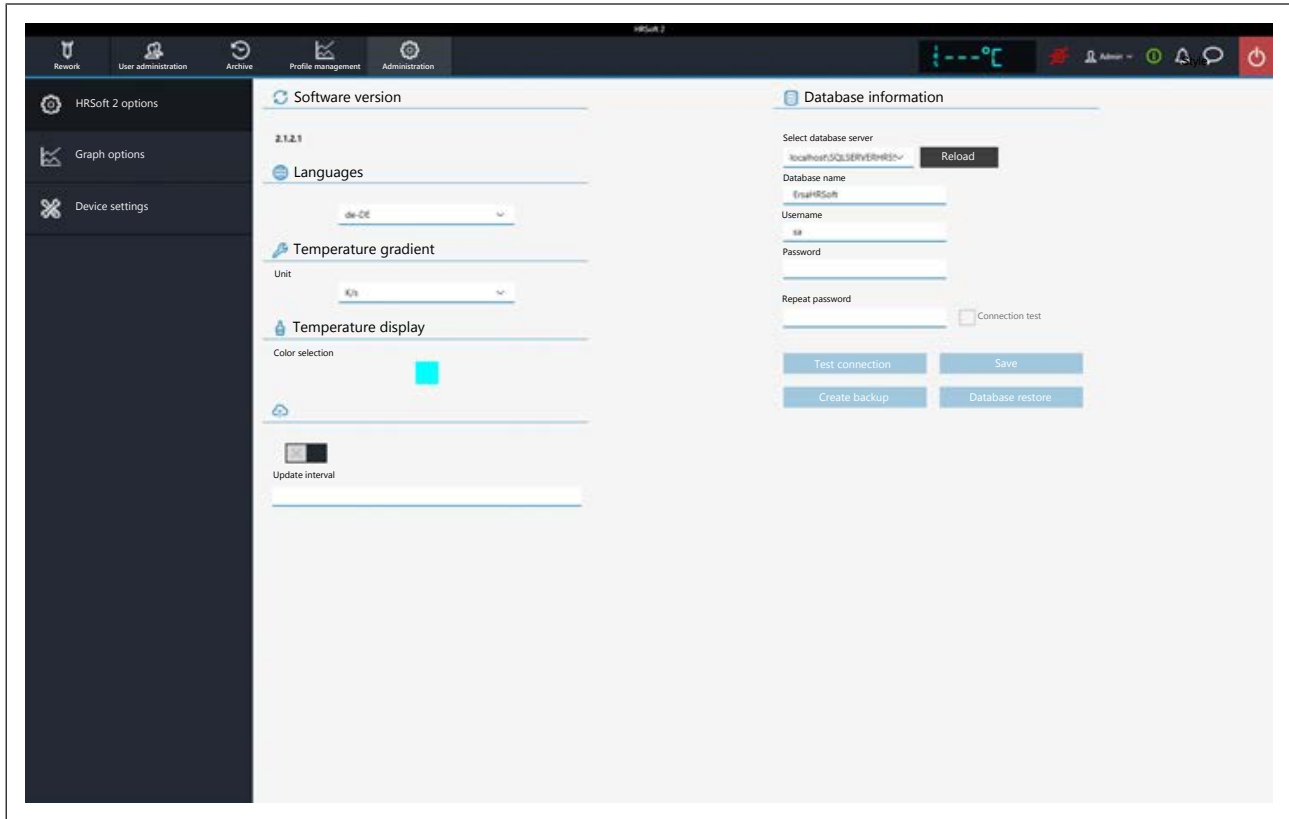 HRSoft 2
Rework
User administration
Archive
Profile management
Administration
---°C
Admin
HRSoft 2 options
Graph options
Device settings
Software version
2.1.2.1
Languages
de-DE
Temperature gradient
Unit
K/s
Temperature display
Color selection
Update interval
Database information
Select database server
localhost\SQLSERVERHRS
Reload
Database name
ErsaHRSoft
Username
sa
Password
Repeat password
Connection test
Test connection
Save
Create backup
Database restore